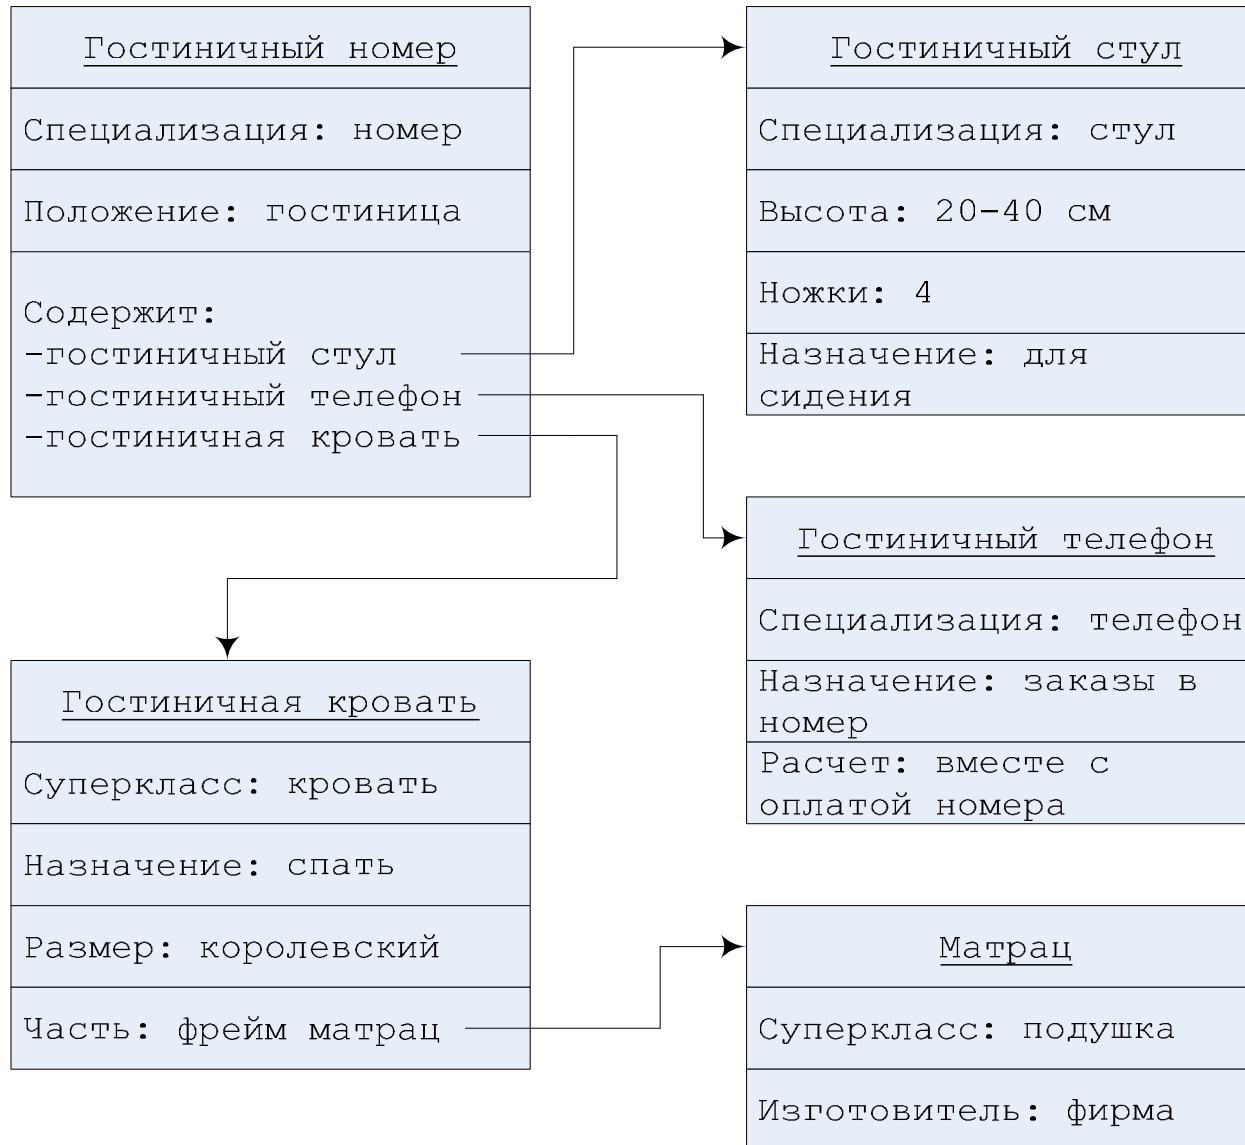 Гостиничный номер
Специализация: номер
Положение: гостиница
Содержит:
-гостиничный стул
-гостиничный телефон
-гостиничная кровать
Гостиничный стул
Специализация: стул
Высота: 20-40 см
Ножки: 4
Назначение: для
сидения
Гостиничный телефон
Специализация: телефон
Назначение: заказы в
номер
Расчет: вместе с
оплатой номера
Гостиничная кровать
Суперкласс: кровать
Назначение: спать
Размер: королевский
Часть: фрейм матрац
Матрац
Суперкласс: подушка
Изготовитель: фирма